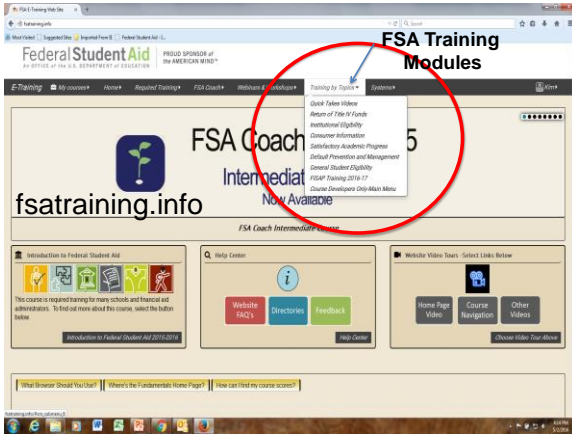 FSA E-Training Web Site
fsatraining.info
Search
Most Visited Suggested Sites Imported From IE Federal Student Aid - L...
FSA Training
Modules
Federal Student Aid
An OFFICE of the U.S. DEPARTMENT of EDUCATION
PROUD SPONSOR of
the AMERICAN MIND™
E-Training My courses Home Required Training FSA Coach Webinars & Workshops Training by Topics Systems Kim
Quick Takes Videos
Return of Title IV Funds
Institutional Eligibility
Consumer Information
Satisfactory Academic Progress
Default Prevention and Management
General Student Eligibility
FISAP Training 2016-17
Course Developers Only-Main Menu
FSA Coach 5
Intermediat
Now Available
fsatraining.info
FSA Coach Intermediate Course
Introduction to Federal Student Aid
This course is required training for many schools and financial aid
administrators. To find out more about this course, select the button
below.
Introduction to Federal Student Aid 2015-2016
Help Center
i
Website
FAQ's
Directories
Feedback
Help Center
Website Video Tours -Select Links Below
Home Page
Video
Course
Navigation
Other
Videos
Choose Video Tour Above
What Browser Should You Use? Where's the Fundamentals Home Page? How can I find my course scores?